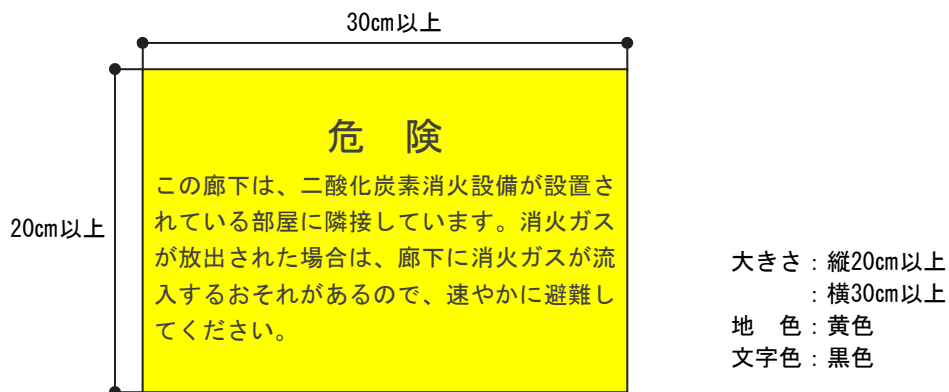 30㎝以上
20㎝以上
危　険
この廊下は、二酸化炭素消火設備が設置さ
れている部屋に隣接しています。消火ガス
が放出された場合は、廊下に消火ガスが流
入するおそれがあるので、速やかに避難し
てください。
大きさ：縦20㎝以上
：横30㎝以上
地　色：黄色
文字色：黒色